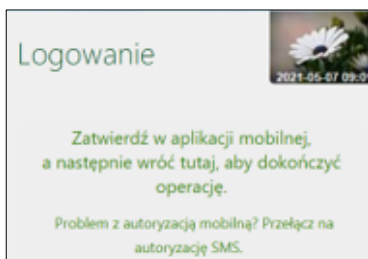 Logowanie
2021-05-07 09:0
Zatwierdź w aplikacji mobilnej,
a następnie wróć tutaj, aby dokończyć
operację.
Problem z autoryzacją mobilną? Przełącz na
autoryzację SMS.